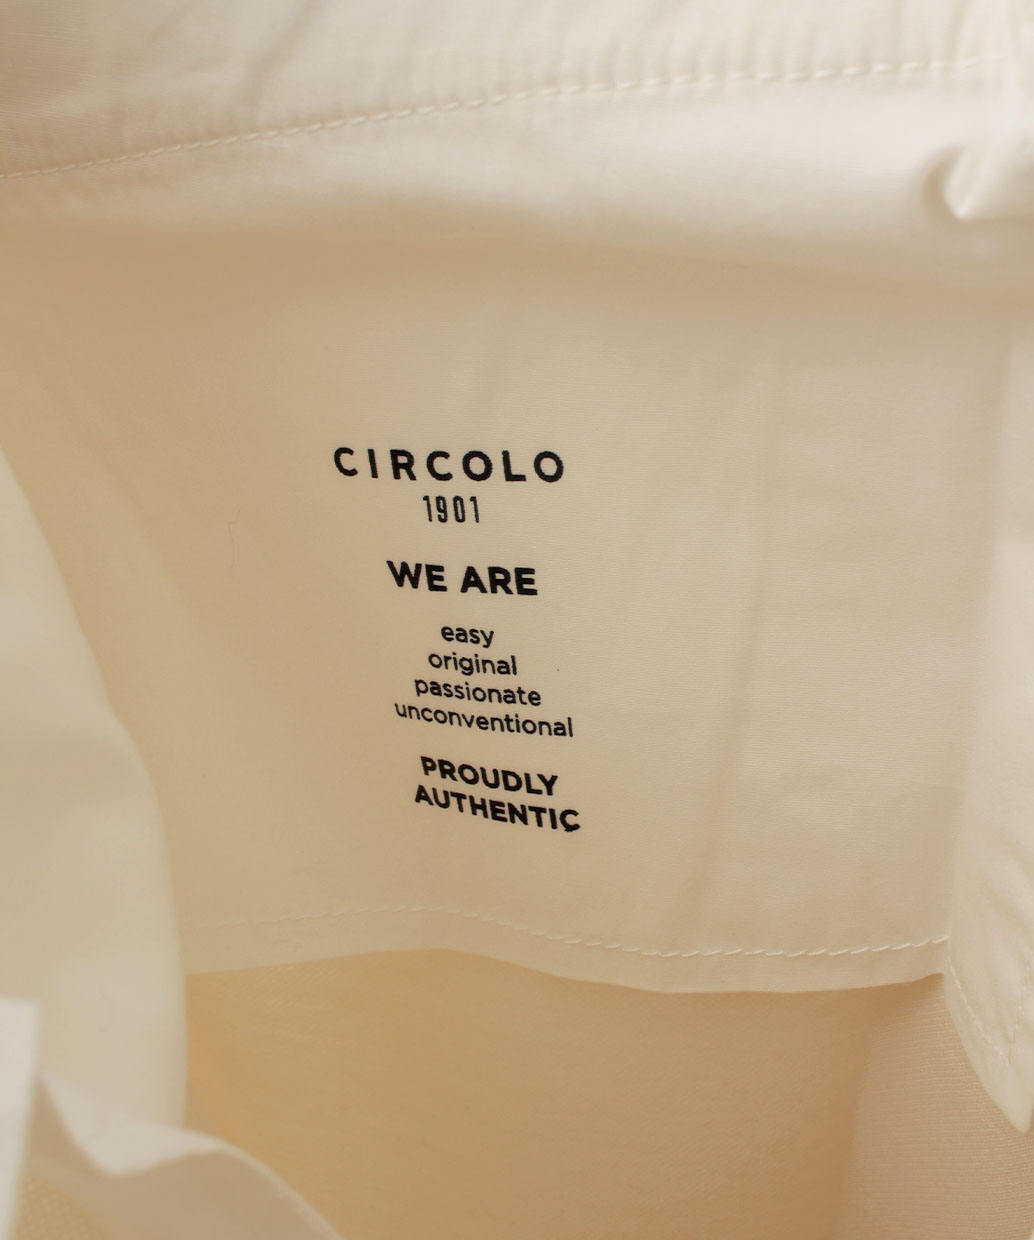 CIRCOLO
1901
WE ARE
easy
original
passionate
unconventional
PROUDLY
AUTHENTIC